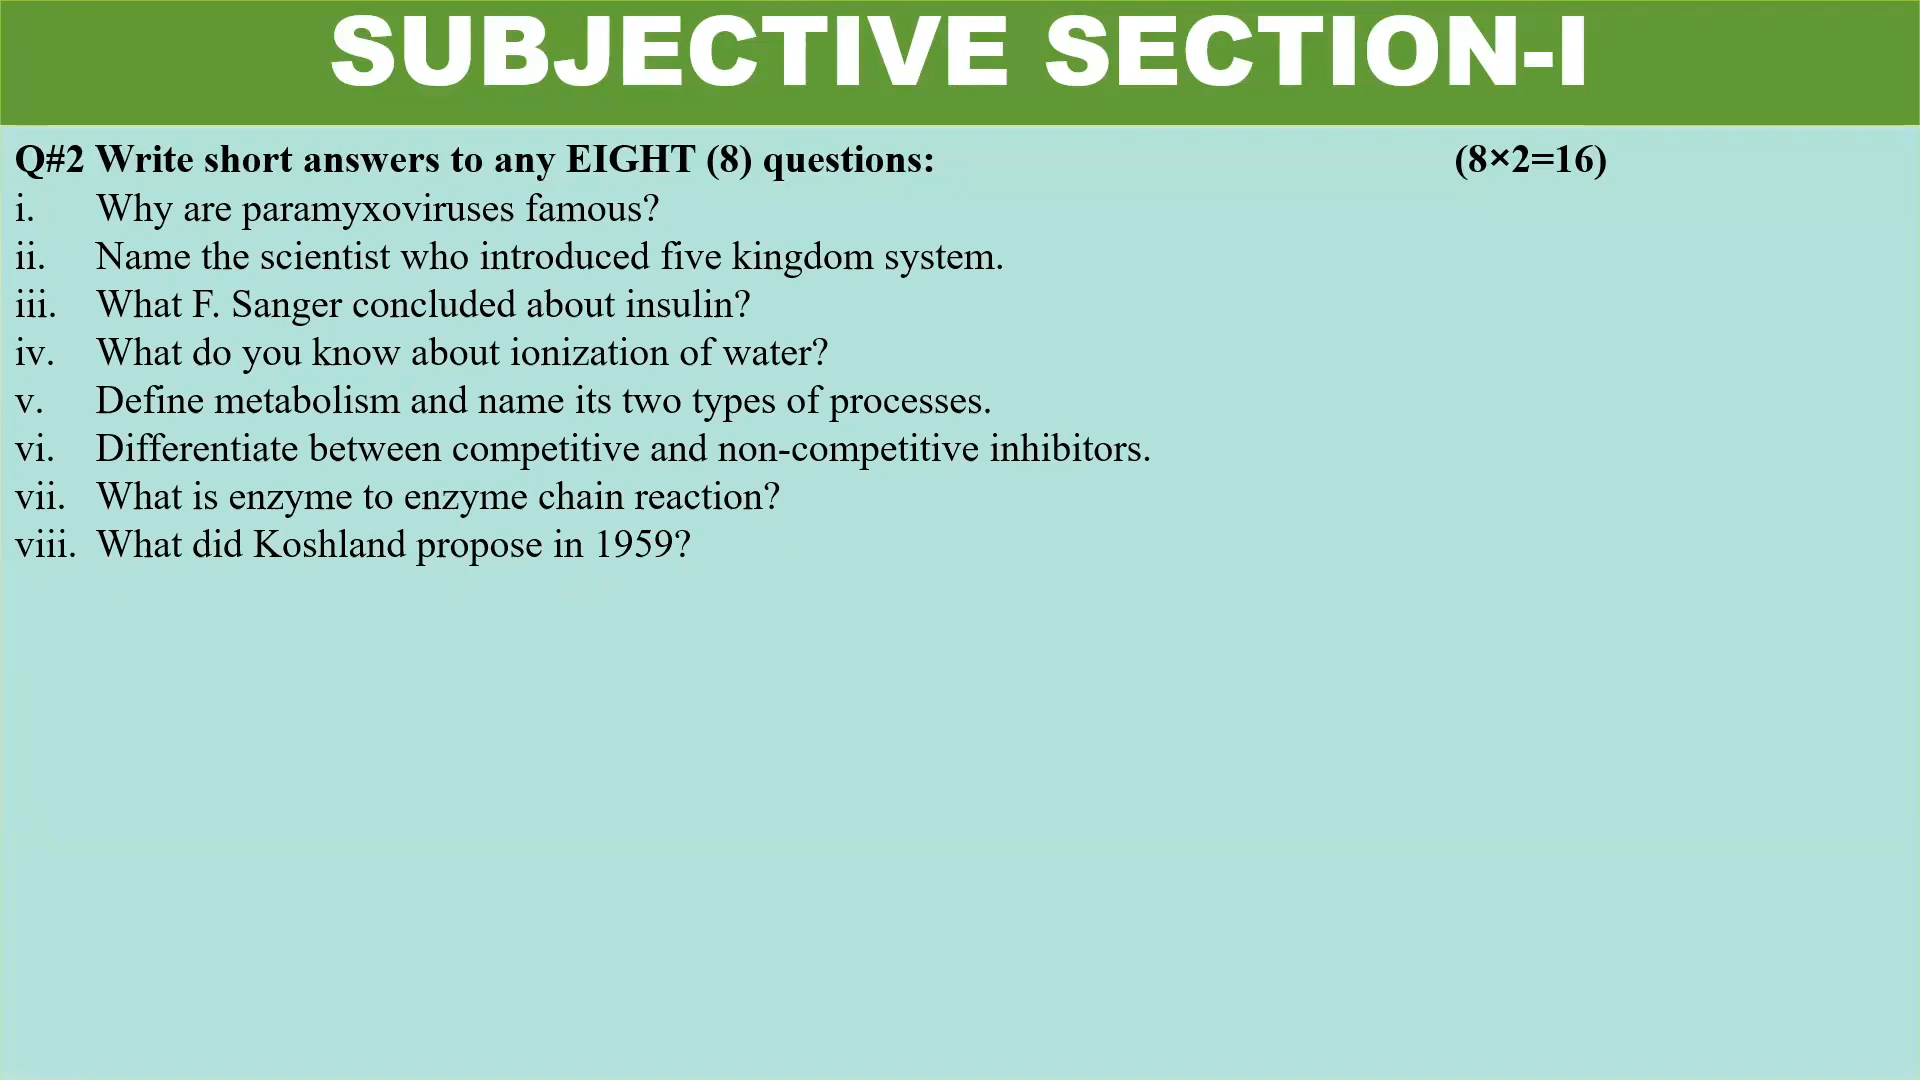 SUBJECTIVE SECTION-I
Q#2 Write short answers to any EIGHT (8) questions: (8×2=16)
i. Why are paramyxoviruses famous?
ii. Name the scientist who introduced five kingdom system.
iii. What F. Sanger concluded about insulin?
iv. What do you know about ionization of water?
v. Define metabolism and name its two types of processes.
vi. Differentiate between competitive and non-competitive inhibitors.
vii. What is enzyme to enzyme chain reaction?
viii. What did Koshland propose in 1959?